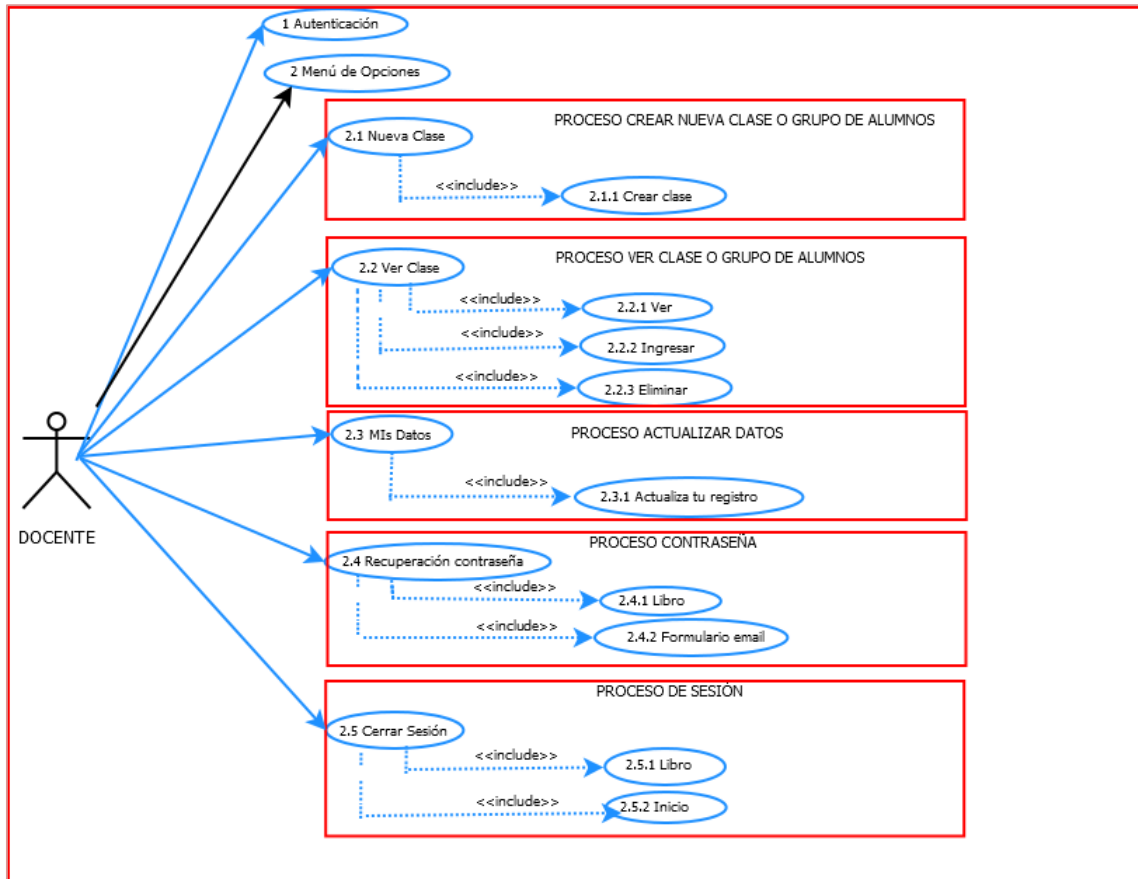 1 Autenticación
2 Menú de Opciones
PROCESO CREAR NUEVA CLASE O GRUPO DE ALUMNOS
2.1 Nueva Clase
<<include>>
2.1.1 Crear clase
PROCESO VER CLASE O GRUPO DE ALUMNOS
2.2 Ver Clase
<<include>>
2.2.1 Ver
<<include>>
2.2.2 Ingresar
<<include>>
2.2.3 Eliminar
PROCESO ACTUALIZAR DATOS
2.3 MIs Datos
<<include>>
2.3.1 Actualiza tu registro
DOCENTE
PROCESO CONTRASEÑA
2.4 Recuperación contraseña
<<include>>
2.4.1 Libro
<<include>>
2.4.2 Formulario email
PROCESO DE SESIÓN
2.5 Cerrar Sesión
<<include>>
2.5.1 Libro
<<include>>
2.5.2 Inicio